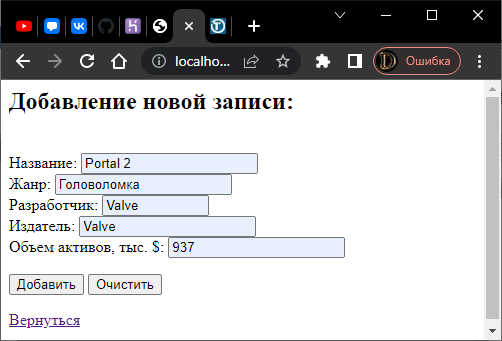 localho...
Ошибка
Добавление новой записи:
Название: Portal 2
Жанр: Головоломка
Разработчик: Valve
Издатель: Valve
Объем активов, тыс. $: 937
Добавить Очистить
Вернуться